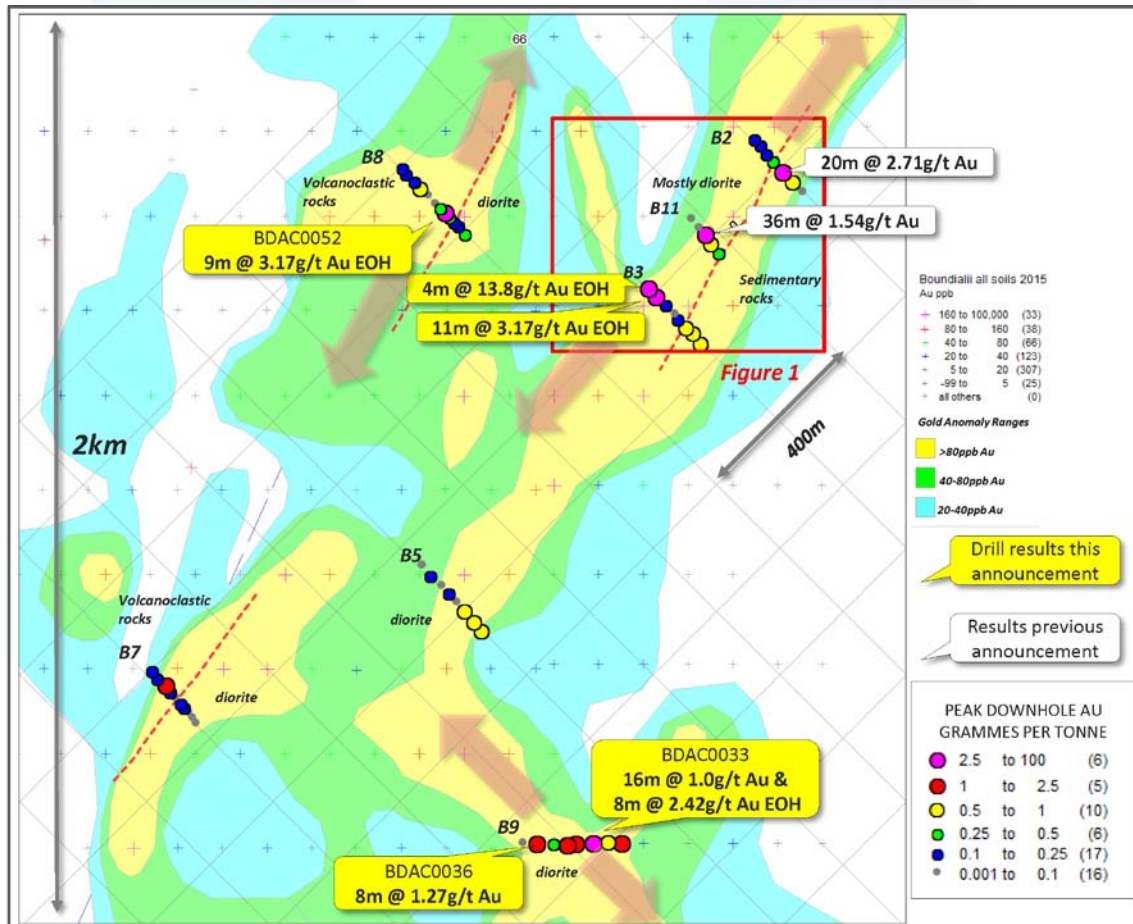 66
B2
20m @ 2.71g/t Au
B8
Volcanoclastic
rocks
diorite
Mostly diorite
B11
36m @ 1.54g/t Au
BDAC0052
9m @ 3.17g/t Au EOH
4m @ 13.8g/t Au EOH
B3
Sedimentary
rocks
11m @ 3.17g/t Au EOH
Figure 1
400m
2km
B5
diorite
Volcanoclastic
rocks
B7
diorite
BDAC0033
16m @ 1.0g/t Au &
8m @ 2.42g/t Au EOH
B9
diorite
BDAC0036
8m @ 1.27g/t Au
Boundialii all soils 2015
Au ppb
160 to 100,000 (33)
80 to 160 (38)
40 to 80 (66)
20 to 40 (123)
5 to 20 (307)
-99 to 5 (25)
all others (0)
Gold Anomaly Ranges
>80ppb Au
40-80ppb Au
20-40ppb Au
Drill results this
announcement
Results previous
announcement
PEAK DOWNHOLE AU
GRAMMES PER TONNE
2.5 to 100 (6)
1 to 2.5 (5)
0.5 to 1 (10)
0.25 to 0.5 (6)
0.1 to 0.25 (17)
0.001 to 0.1 (16)